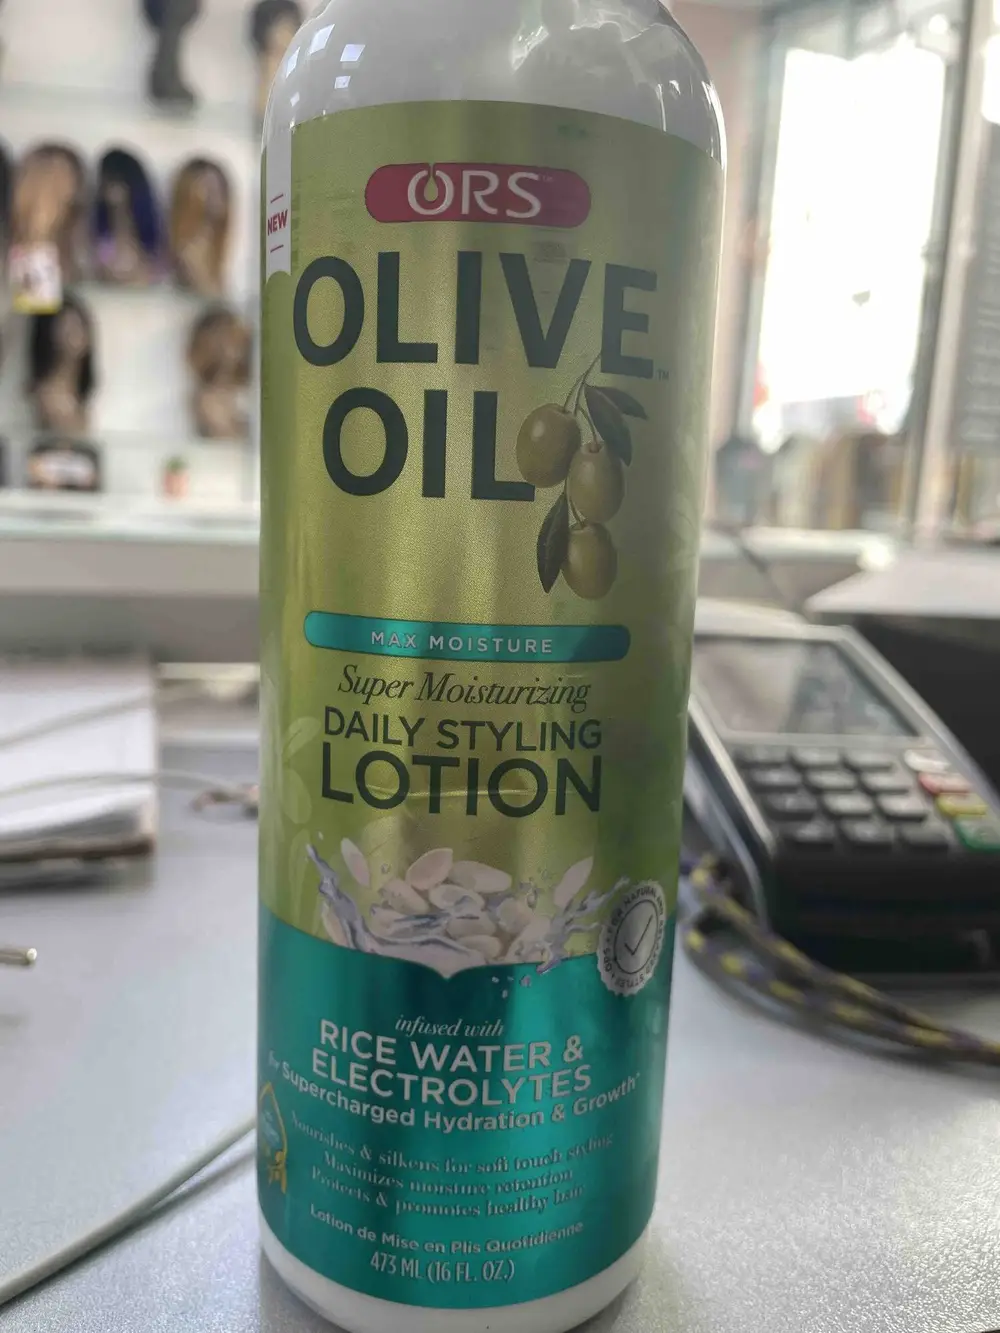 NEW
ORS™
OLIVE
OIL™
MAX MOISTURE
Super Moisturizing
DAILY STYLING
LOTION
infused with
RICE WATER &
ELECTROLYTES
for Supercharged Hydration & Growth*
Nourishes & silkens for soft touch styling
Maximizes moisture retention
Protects & promotes healthy hair
Lotion de Mise en Plis Quotidienne
473 ML (16 FL. OZ.)